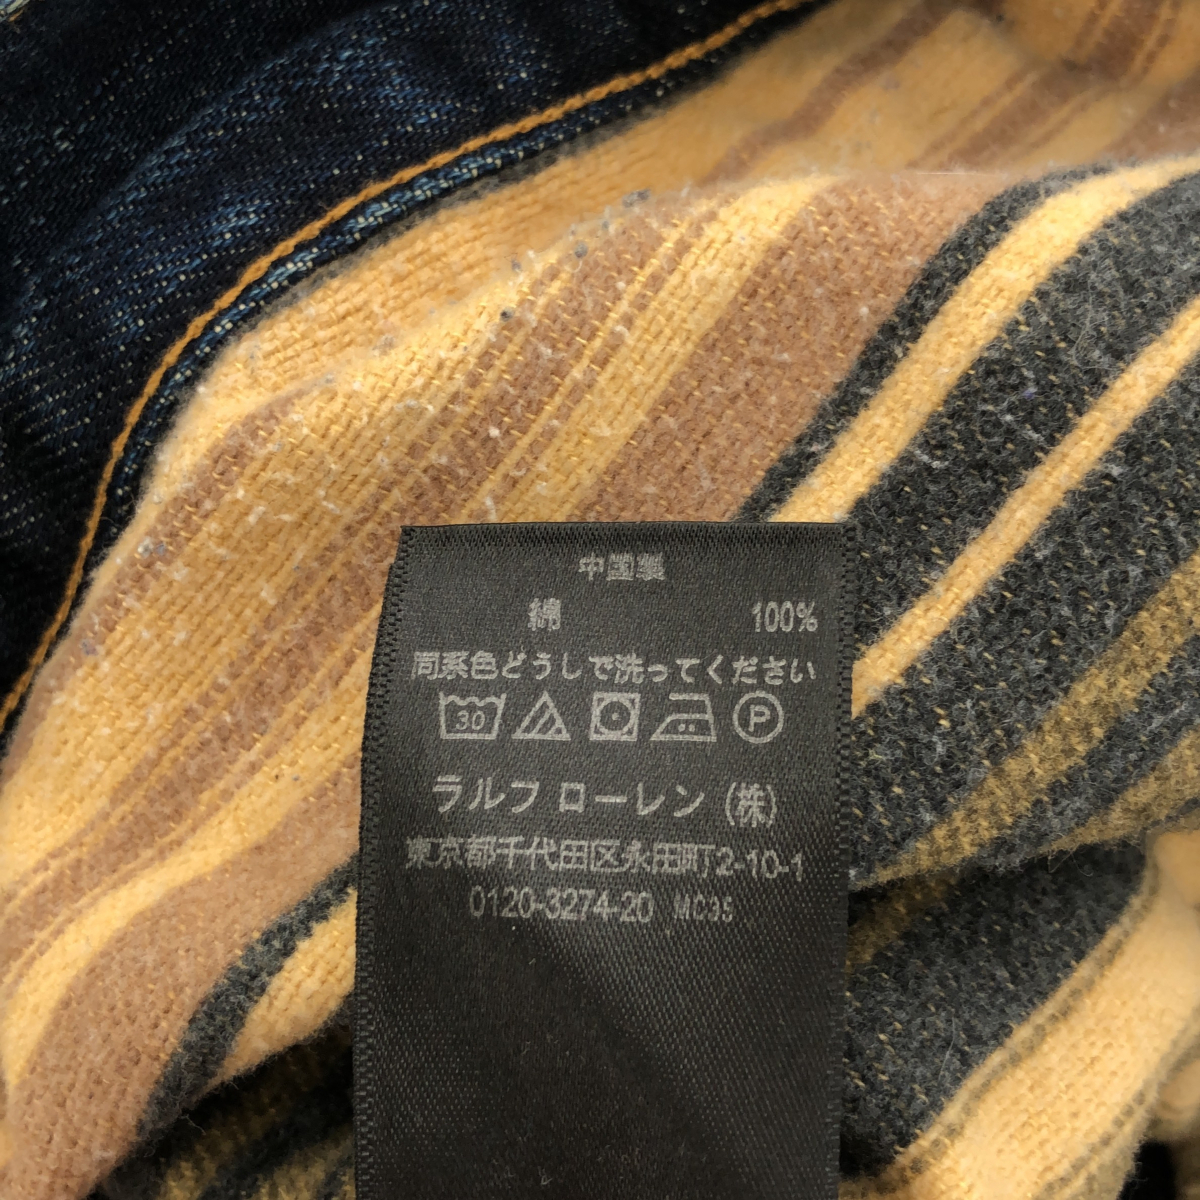 中国製
綿 100%
同系色どうしで洗ってください
30 P
ラルフ ローレン (株)
東京都千代田区永田町2-10-1
0120-3274-20 MC39